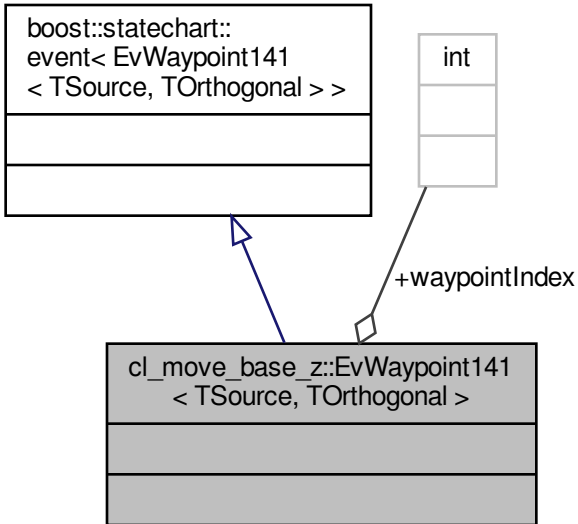 boost::statechart::
event< EvWaypoint141
< TSource, TOrthogonal > >
int
+waypointIndex
cl_move_base_z::EvWaypoint141
< TSource, TOrthogonal >